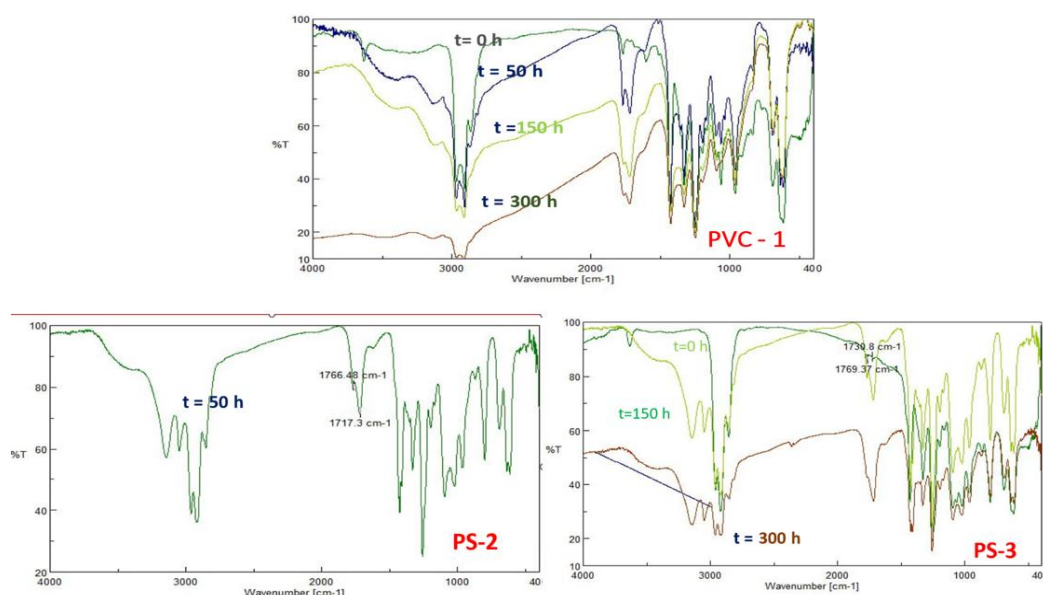 100
80
60
%T
40
20
10
4000
3000
2000
1000
400
Wavenumber [cm-1]
t= 0 h
t = 50 h
t =150 h
t = 300 h
PVC - 1
100
80
60
%T
40
20
4000
3000
2000
1000
40
Wavenumber [cm-1]
1766.48 cm-1
1717.3 cm-1
t = 50 h
PS-2
100
80
60
%T
40
20
10
4000
3000
2000
1000
40
Wavenumber [cm-1]
t=0 h
1730.8 cm-1
1769.37 cm-1
t=150 h
t = 300 h
PS-3